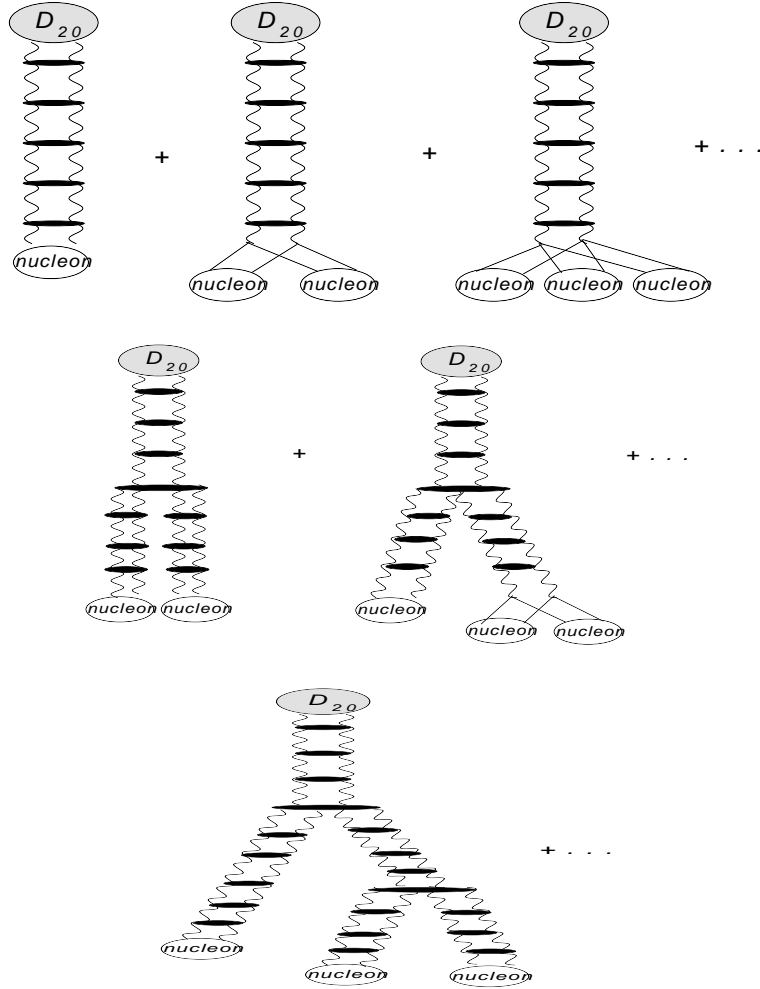 D20 D20 D20
+ + + . . .
nucleon nucleon nucleon nucleon nucleon nucleon
D20 D20
+ + . . .
nucleon nucleon nucleon nucleon nucleon
D20
+ . . .
nucleon nucleon nucleon